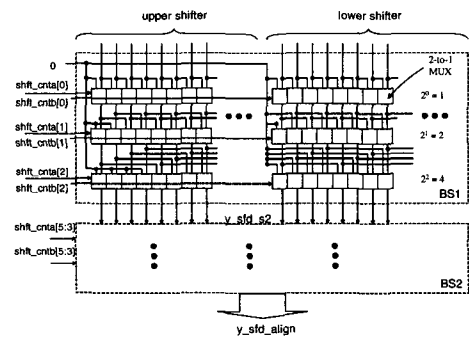 upper shifter
lower shifter
0
2-to-1
MUX
shft_cnta[0]
shft_cntb[0]
2⁰ = 1
shft_cnta[1]
shft_cntb[1]
2¹ = 2
shft_cnta[2]
shft_cntb[2]
2² = 4
BS1
y_sfd_s2
shft_cnta[5:3]
shft_cntb[5:3]
BS2
y_sfd_align